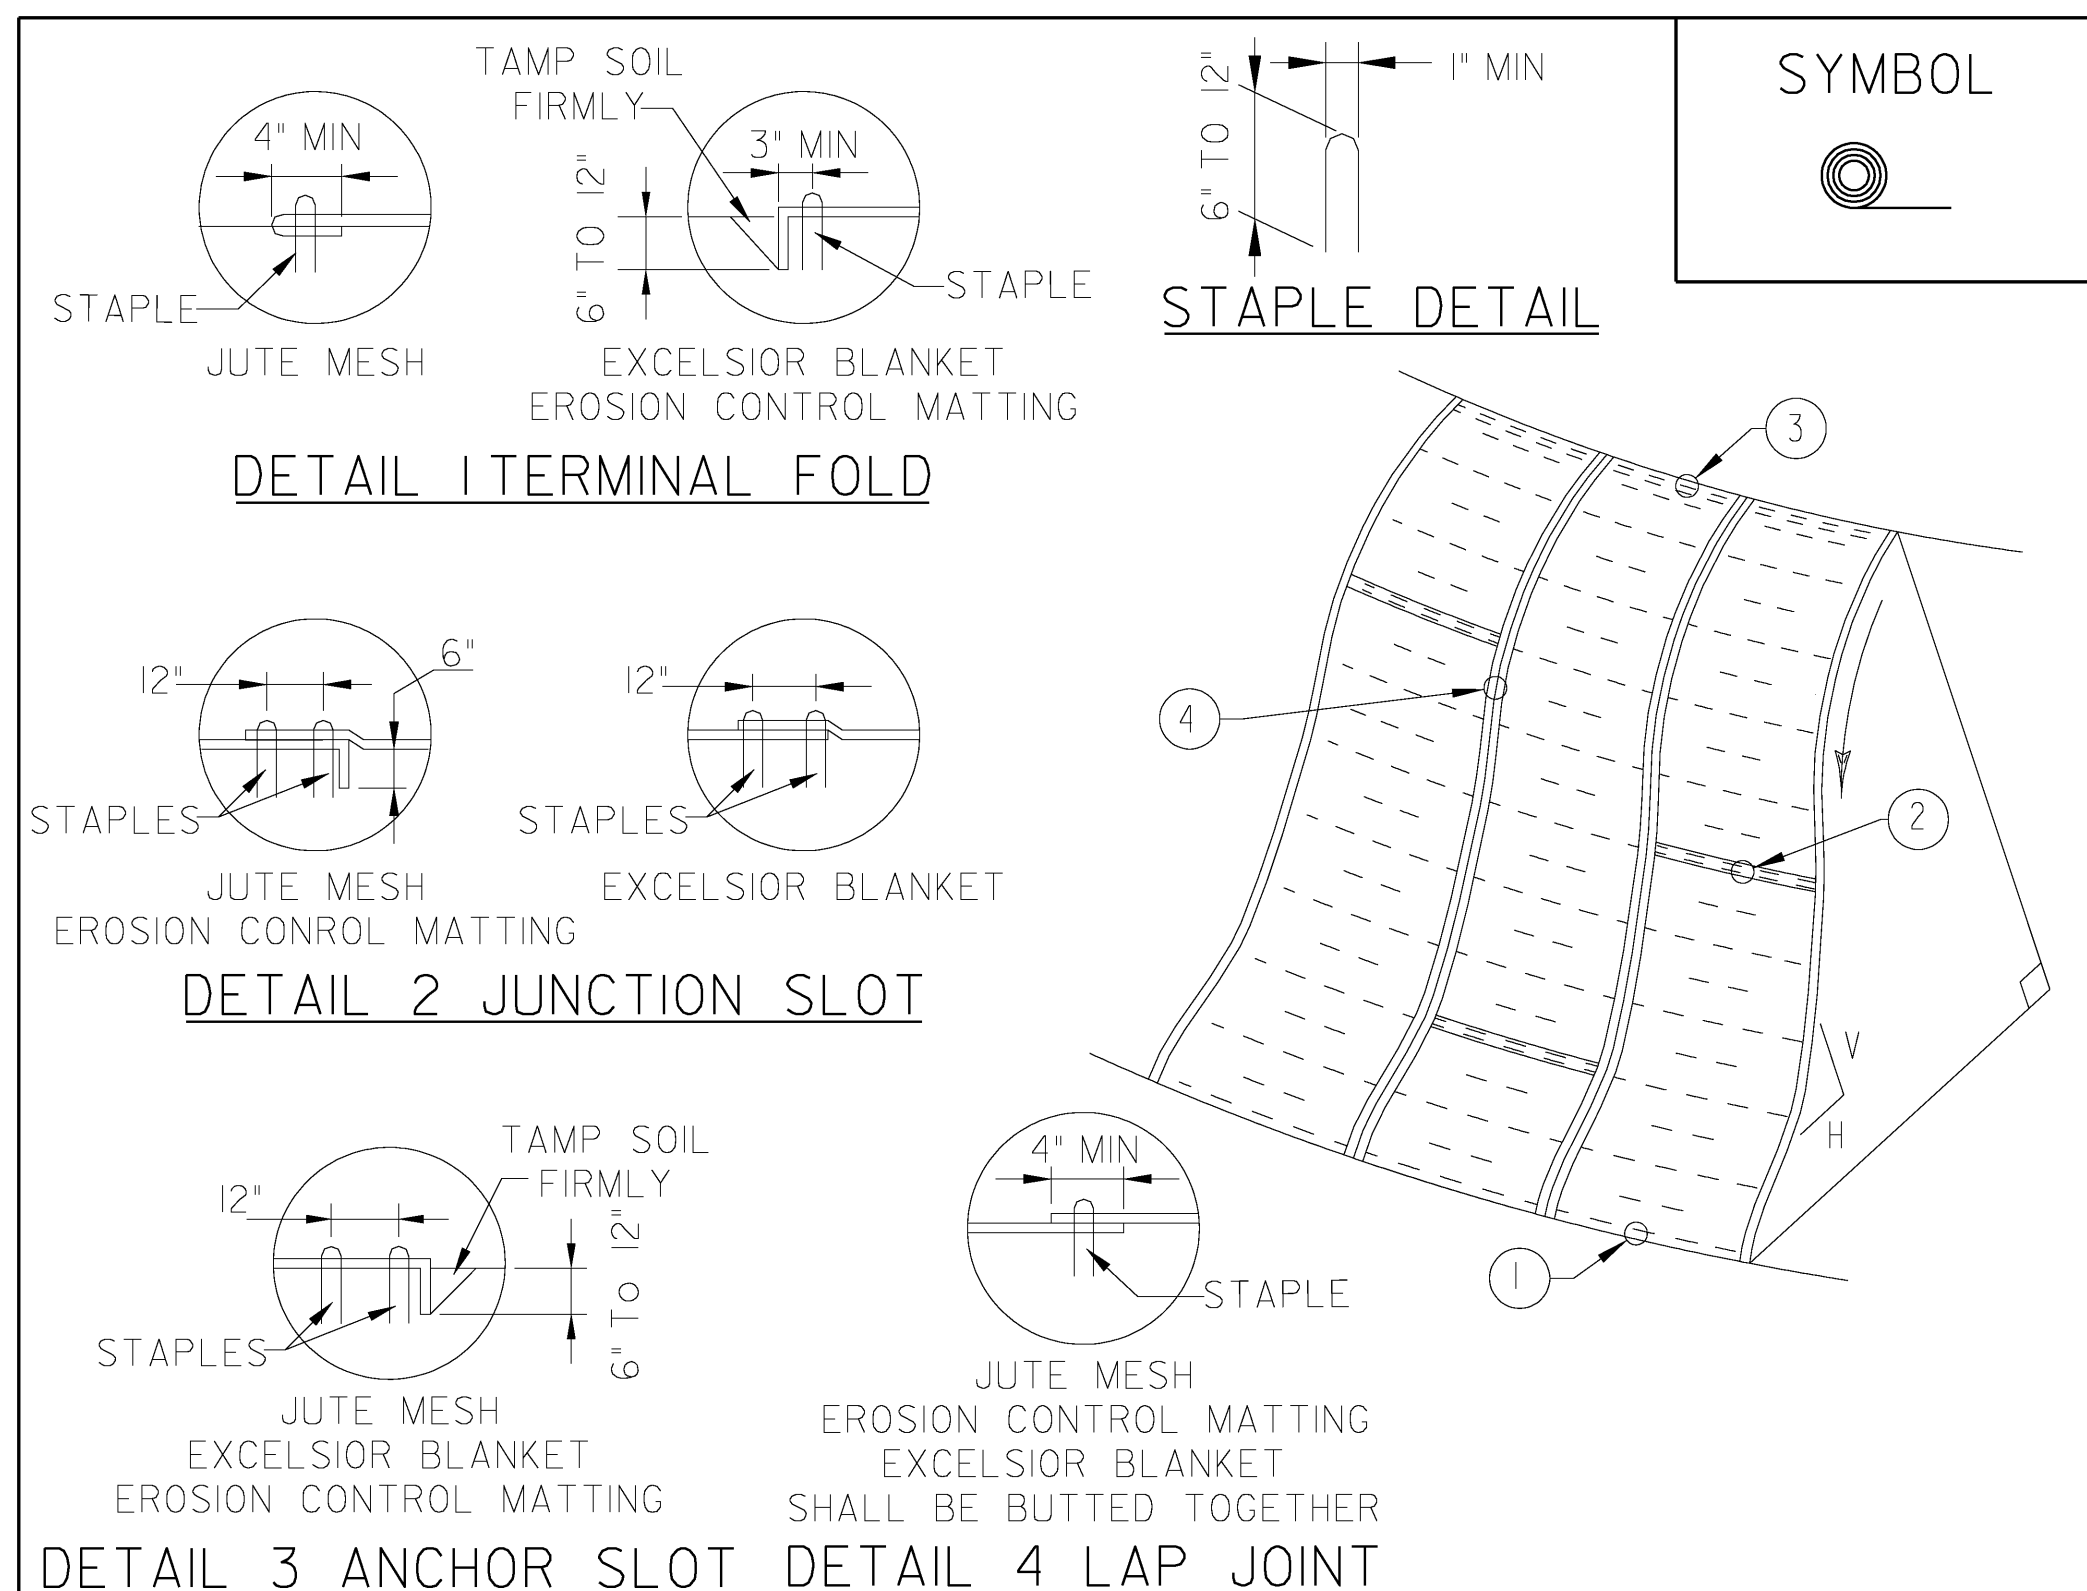 TAMP SOIL
FIRMLY
4" MIN
3" MIN
6" TO 12"
STAPLE
STAPLE
JUTE MESH
EXCELSIOR BLANKET
EROSION CONTROL MATTING
DETAIL 1 TERMINAL FOLD
6" TO 12"
1" MIN
STAPLE DETAIL
SYMBOL
12"
6"
STAPLES
JUTE MESH
EROSION CONROL MATTING
12"
STAPLES
EXCELSIOR BLANKET
DETAIL 2 JUNCTION SLOT
3
4
2
V
H
1
TAMP SOIL
FIRMLY
12"
6" TO 12"
STAPLES
JUTE MESH
EXCELSIOR BLANKET
EROSION CONTROL MATTING
DETAIL 3 ANCHOR SLOT
4" MIN
STAPLE
JUTE MESH
EROSION CONTROL MATTING
EXCELSIOR BLANKET
SHALL BE BUTTED TOGETHER
DETAIL 4 LAP JOINT